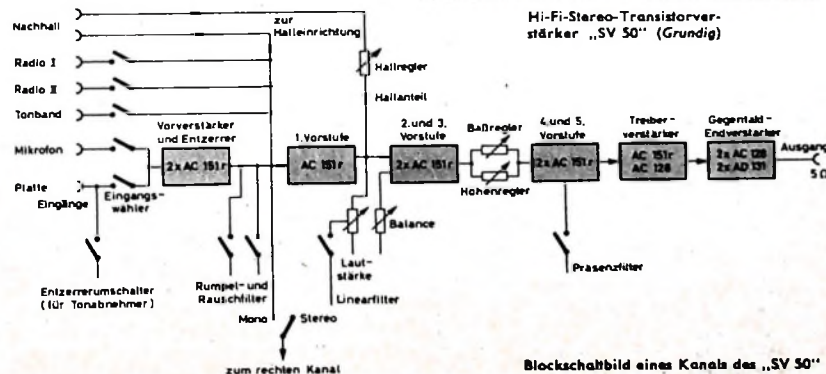 Hi-Fi-Stereo-Transistorver-
stärker „SV 50" (Grundig)
Nachhall
zur
Halleinrichtung
Hallregler
Radio I
Radio II
Hallanteil
Tonband
Vorverstärker
und Entzerrer
1.Vorstufe
2.und 3.
Vorstufe
Baßregler
4.und 5.
Vorstufe
Treiber-
verstärker
Gegentakt-
Endverstärker
Ausgang
5 Ω
Mikrofon
2x AC 151r
AC 151r
2x AC 151r
2x AC 151r
AC 151r
AC 128
2x AC 128
2x AD 131
Platte
Eingänge
Eingangs-
wähler
Höhenregler
Balance
Laut-
stärke
Präsenzfilter
Entzerrerumschalter
(für Tonabnehmer)
Rumpel-und
Rauschfilter
Linearfilter
Mono
Stereo
zum rechten Kanal
Blockschaltbild eines Kanals des „SV 50"